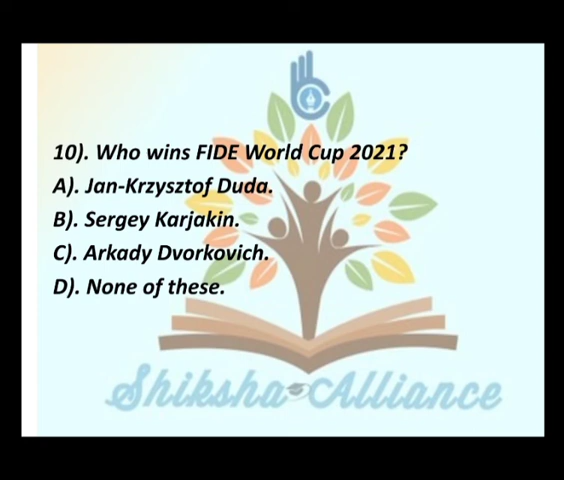 10). Who wins FIDE World Cup 2021?
A). Jan-Krzysztof Duda.
B). Sergey Karjakin.
C). Arkady Dvorkovich.
D). None of these.
Shiksha Alliance